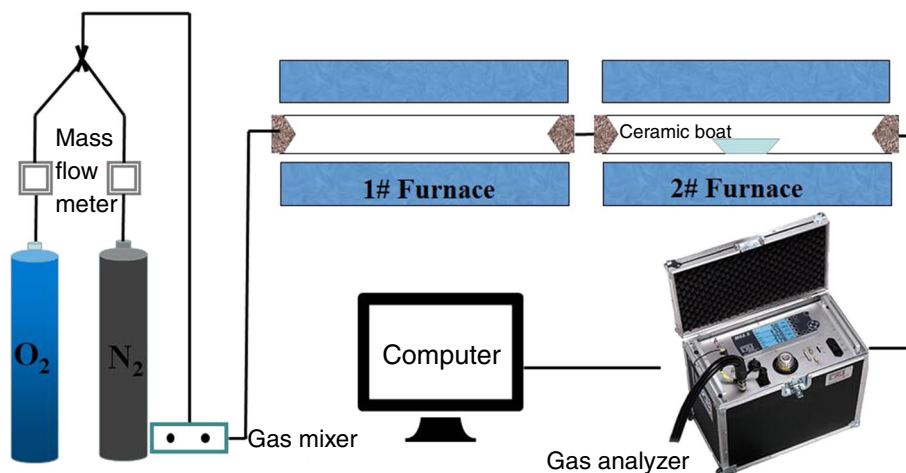 Mass
flow
meter
O2
N2
Gas mixer
1# Furnace
Ceramic boat
2# Furnace
Computer
Gas analyzer